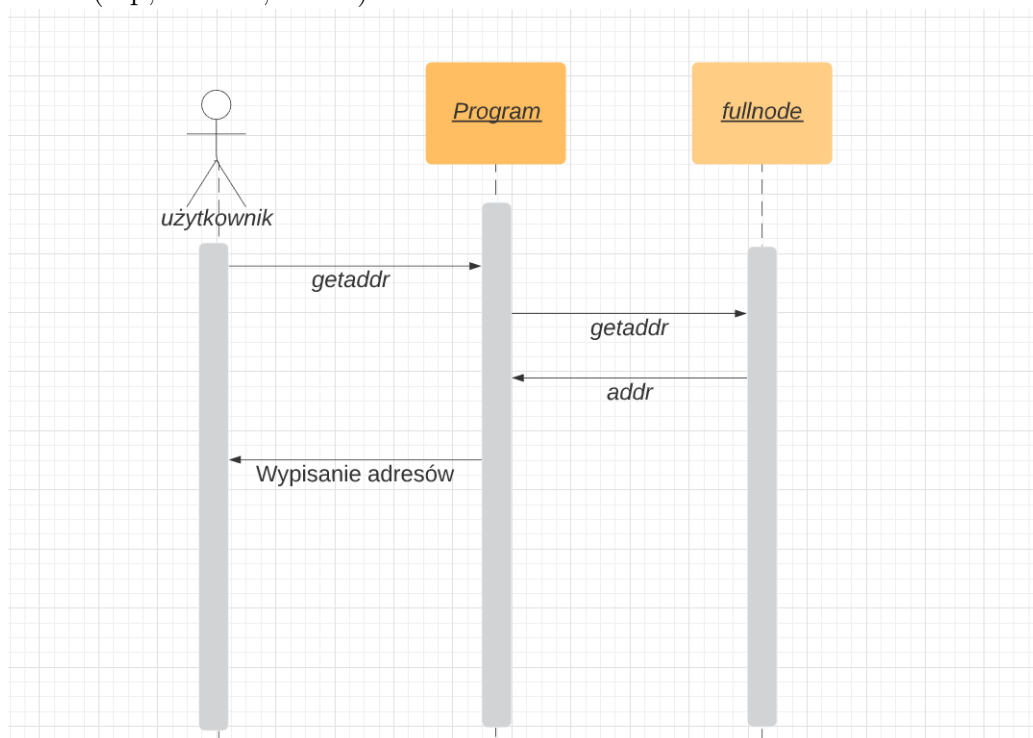 Program
fullnode
użytkownik
getaddr
getaddr
addr
Wypisanie adresów